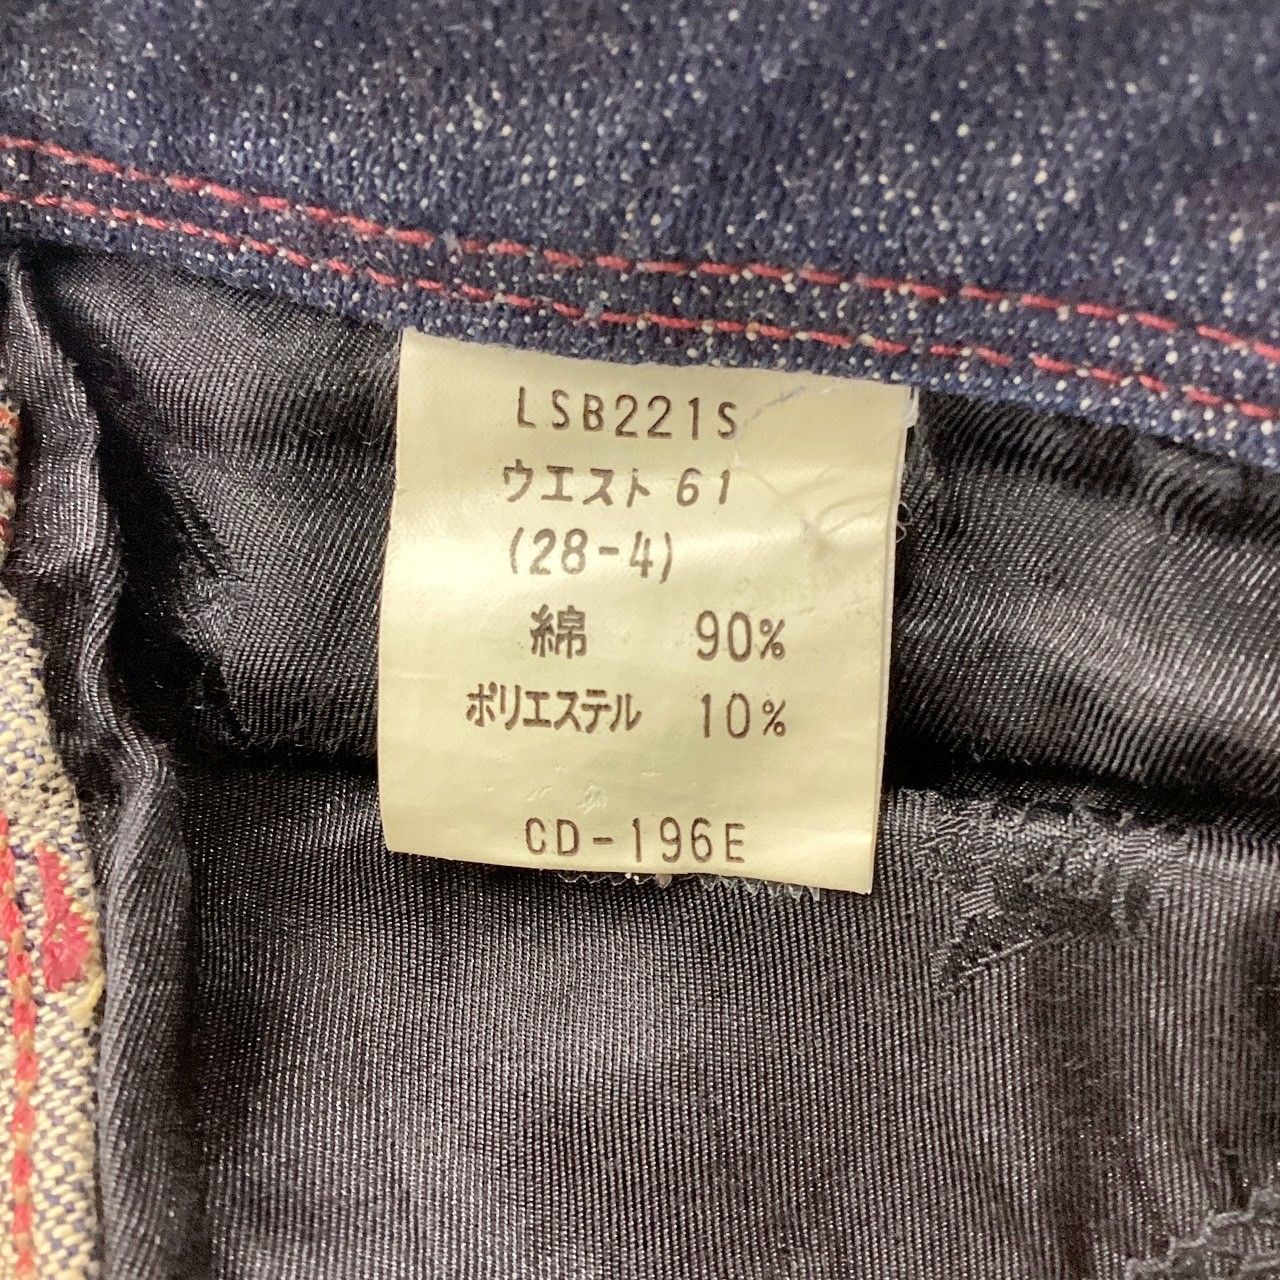 LSB221S
ウエスト 61
(28-4)
綿 90%
ポリエステル 10%
CD-196E